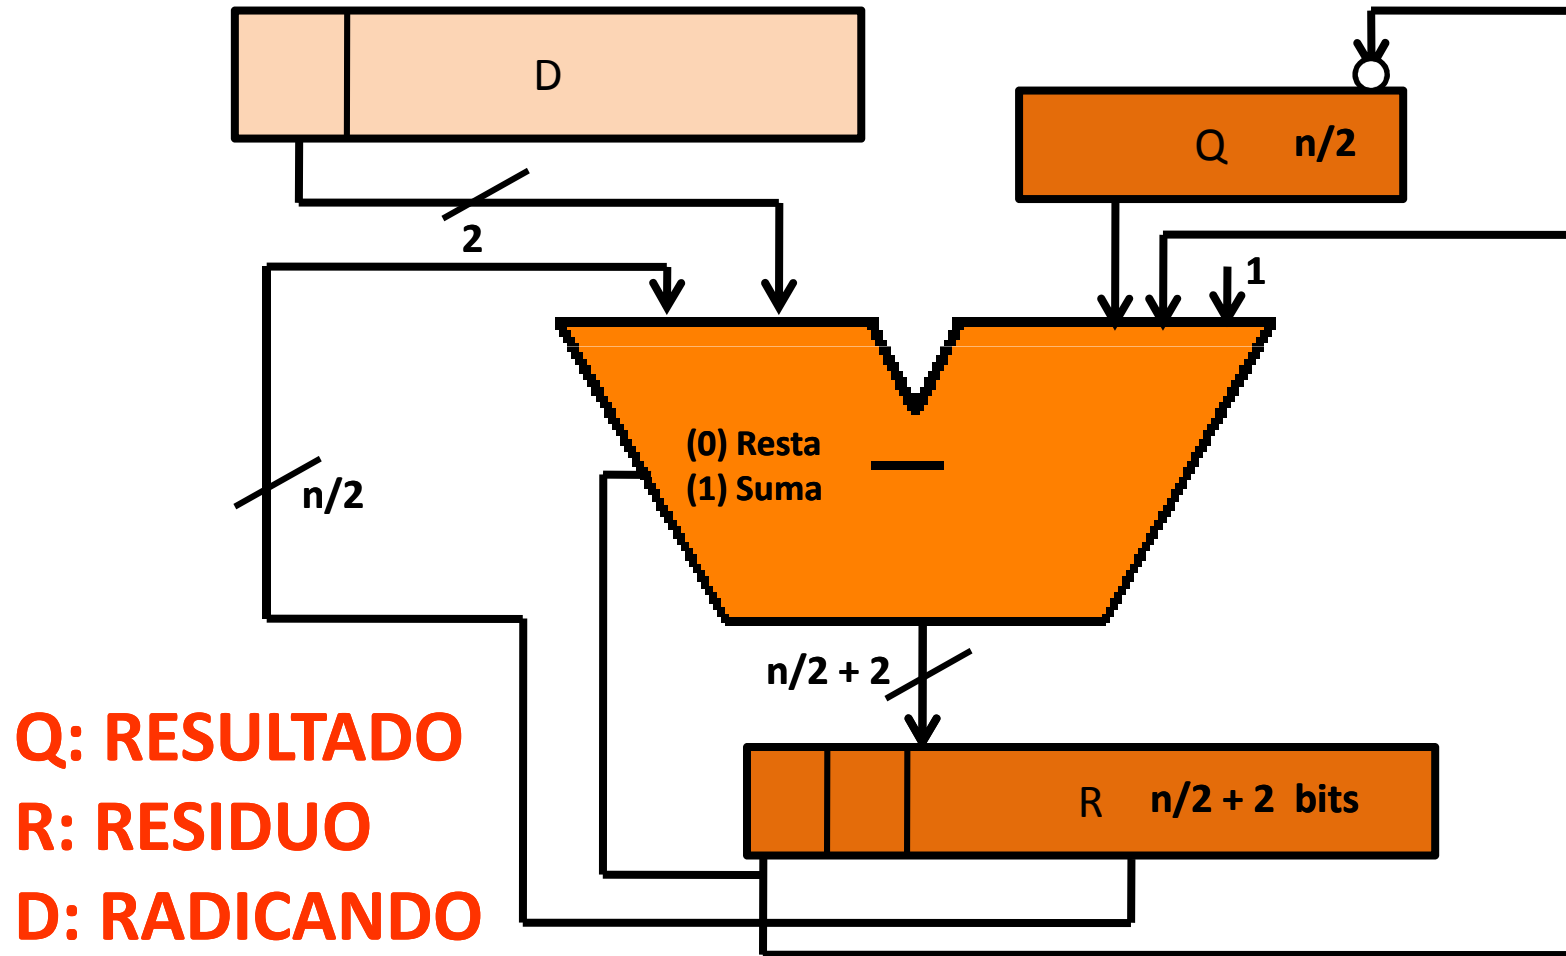 D
Q n/2
2
1
(0) Resta
(1) Suma
n/2
n/2 + 2
R n/2 + 2 bits
Q: RESULTADO
R: RESIDUO
D: RADICANDO